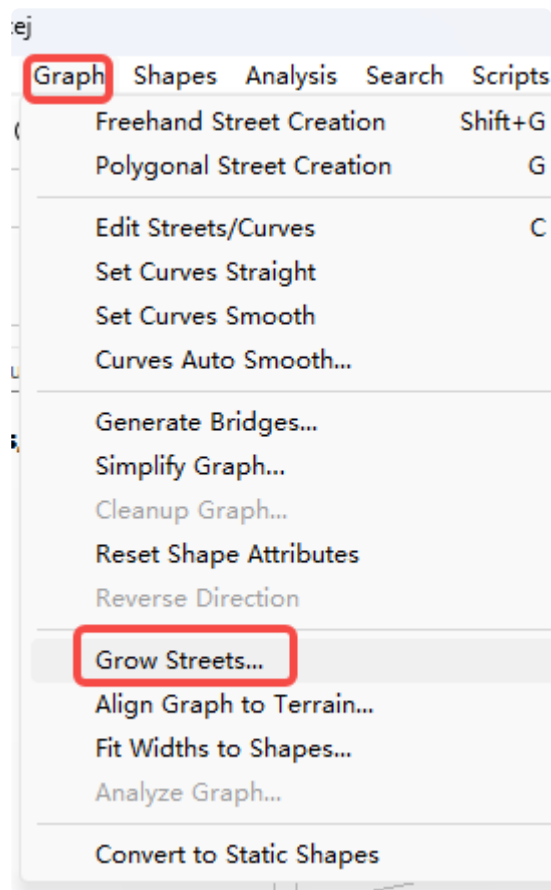 ej
Graph Shapes Analysis Search Scripts
Freehand Street Creation Shift+G
Polygonal Street Creation G
Edit Streets/Curves C
Set Curves Straight
Set Curves Smooth
Curves Auto Smooth...
Generate Bridges...
Simplify Graph...
Cleanup Graph...
Reset Shape Attributes
Reverse Direction
Grow Streets...
Align Graph to Terrain...
Fit Widths to Shapes...
Analyze Graph...
Convert to Static Shapes